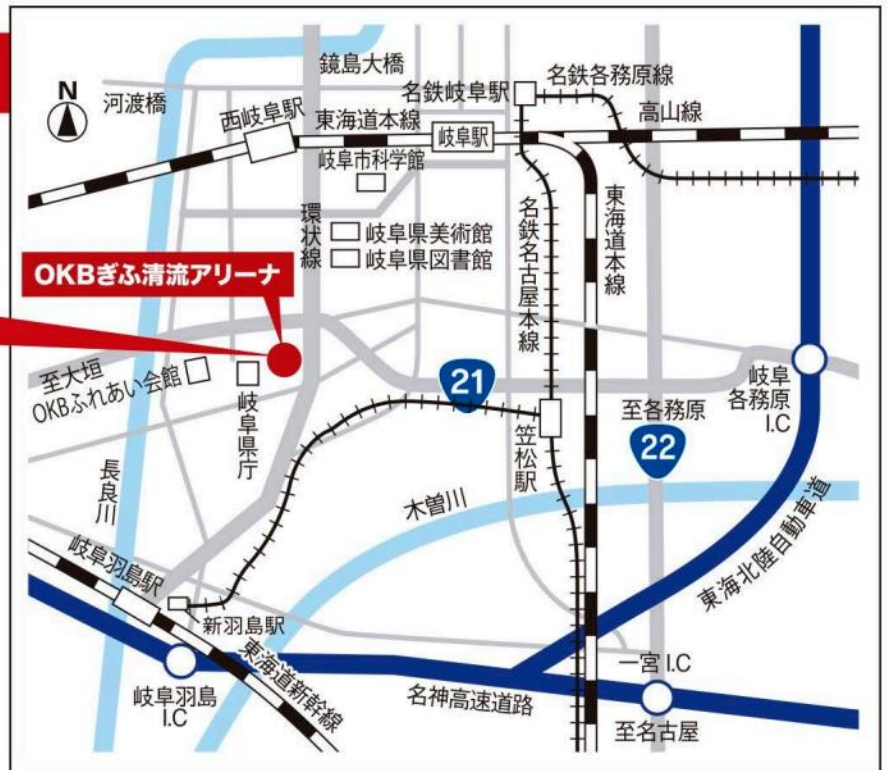 N
河渡橋
鏡島大橋
名鉄岐阜駅
名鉄各務原線
高山線
西岐阜駅
東海道本線
岐阜駅
岐阜市科学館
環状線
岐阜県美術館
岐阜県図書館
名鉄名古屋本線
東海道本線
OKBぎふ清流アリーナ
至大垣
OKBふれあい会館
岐阜県庁
21
岐阜
各務原
I.C
至各務原
22
笠松駅
長良川
木曽川
東海北陸自動車道
岐阜羽島駅
新羽島駅
東海道新幹線
岐阜羽島
I.C
名神高速道路
一宮 I.C
至名古屋